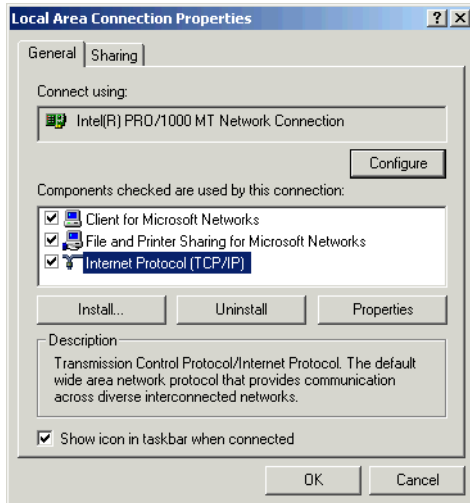 Local Area Connection Properties
General
Sharing
Connect using:
Intel(R) PRO/1000 MT Network Connection
Configure
Components checked are used by this connection:
Client for Microsoft Networks
File and Printer Sharing for Microsoft Networks
Internet Protocol (TCP/IP)
Install...
Uninstall
Properties
Description
Transmission Control Protocol/Internet Protocol. The default
wide area network protocol that provides communication
across diverse interconnected networks.
Show icon in taskbar when connected
OK
Cancel